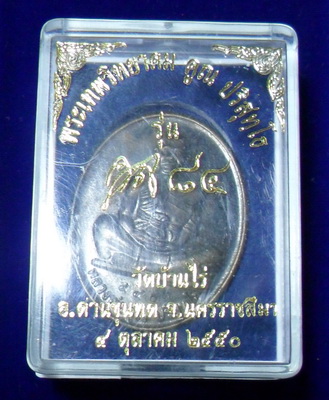 พระเทพวิทยาคม คูณ ปริสุทฺโธ
รุ่น
๘๔
วัดบ้านไร่
อ.ด่านขุนทด จ.นครราชสีมา
๔ ตุลาคม ๒๕๕๐